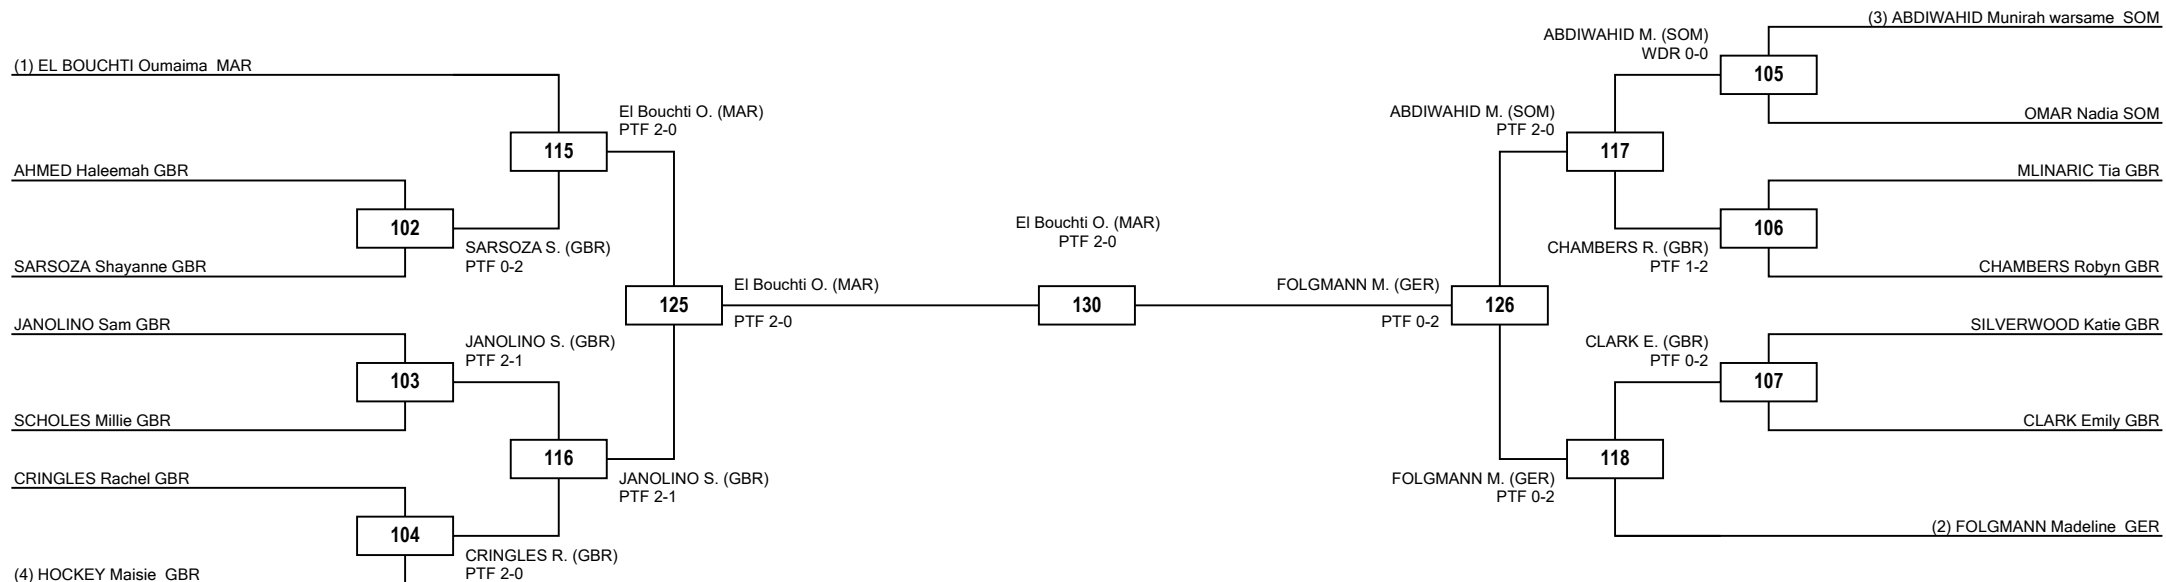 (3) ABDIWAHID Munirah warsame  SOM
ABDIWAHID M. (SOM)
WDR 0-0
(1) EL BOUCHTI Oumaima  MAR
105
El Bouchti O. (MAR)
PTF 2-0
ABDIWAHID M. (SOM)
PTF 2-0
OMAR Nadia SOM
115
117
AHMED Haleemah GBR
MLINARIC Tia GBR
102
El Bouchti O. (MAR)
PTF 2-0
106
SARSOZA S. (GBR)
PTF 0-2
CHAMBERS R. (GBR)
PTF 1-2
SARSOZA Shayanne GBR
CHAMBERS Robyn GBR
El Bouchti O. (MAR)
FOLGMANN M. (GER)
125
130
126
PTF 2-0
PTF 0-2
JANOLINO Sam GBR
SILVERWOOD Katie GBR
JANOLINO S. (GBR)
PTF 2-1
CLARK E. (GBR)
PTF 0-2
103
107
SCHOLES Millie GBR
CLARK Emily GBR
116
118
CRINGLES Rachel GBR
JANOLINO S. (GBR)
PTF 2-1
FOLGMANN M. (GER)
PTF 0-2
104
(2) FOLGMANN Madeline  GER
CRINGLES R. (GBR)
PTF 2-0
(4) HOCKEY Maisie  GBR